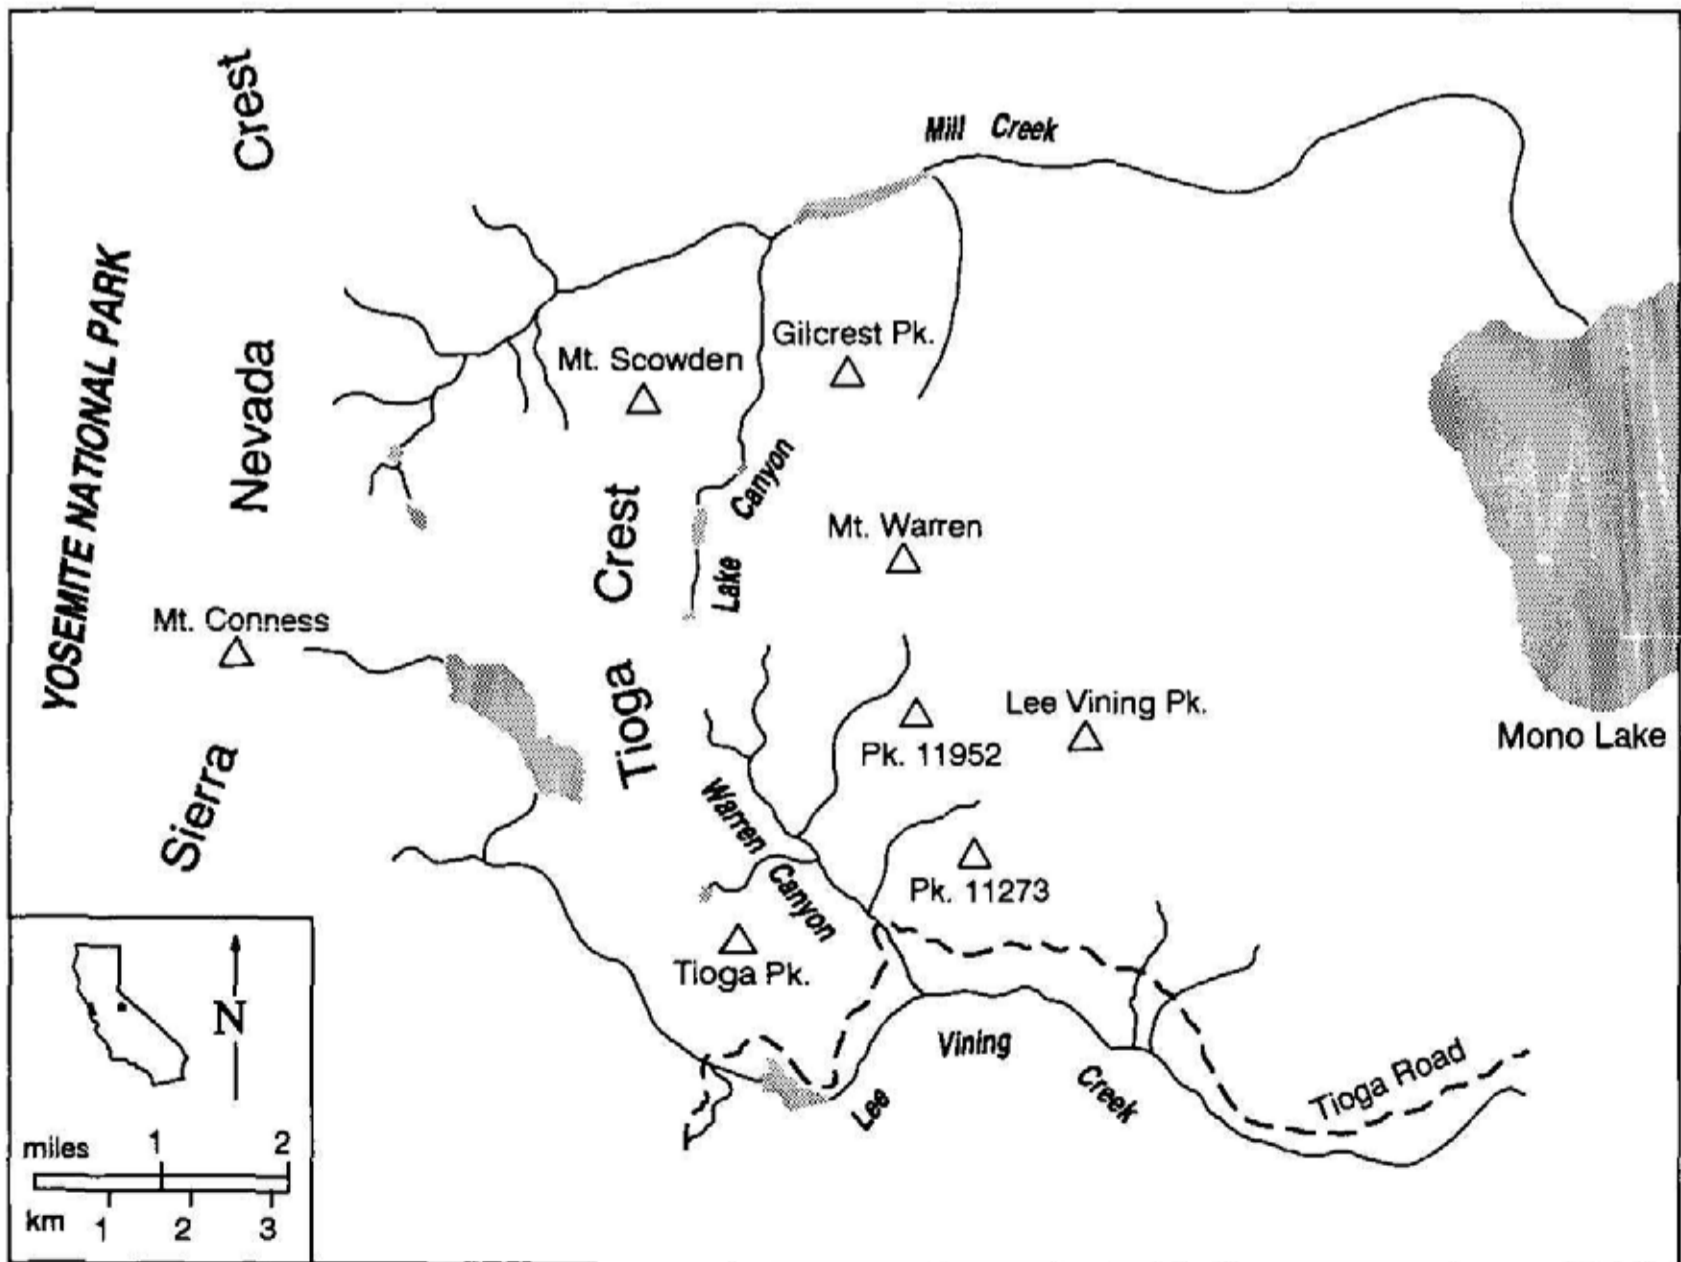 Crest
Mill Creek
YOSEMITE NATIONAL PARK
Nevada
Gilcrest Pk.
Mt. Scowden
Canyon
Crest
Mt. Warren
Lake
Mt. Conness
Tioga
Lee Vining Pk.
Pk. 11952
Mono Lake
Sierra
Warren
Canyon
Pk. 11273
Tioga Pk.
N
Vining
Lee
Creek
Tioga Road
miles 1 2
km 1 2 3